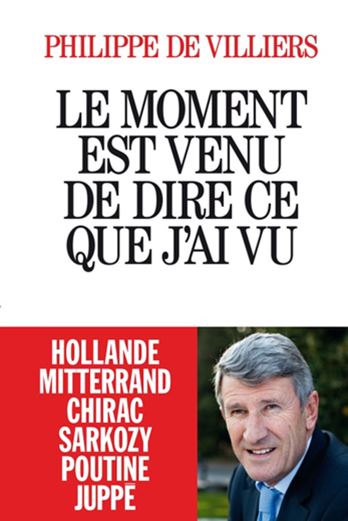 PHILIPPE DE VILLIERS
LE MOMENT
EST VENU
DE DIRE CE
QUE J'AI VU
HOLLANDE
MITTERRAND
CHIRAC
SARKOZY
POUTINE
JUPPÉ